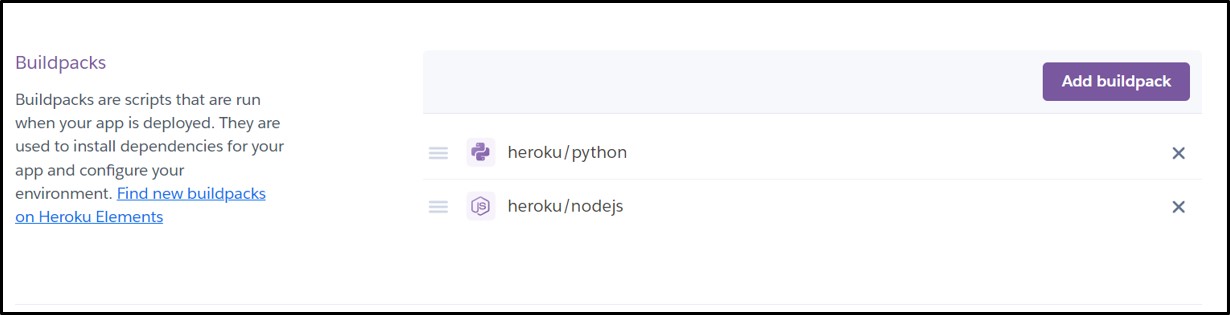 Buildpacks
Add buildpack
Buildpacks are scripts that are run
when your app is deployed. They are
used to install dependencies for your
app and configure your
environment. Find new buildpacks
on Heroku Elements
heroku/python
heroku/nodejs
JS